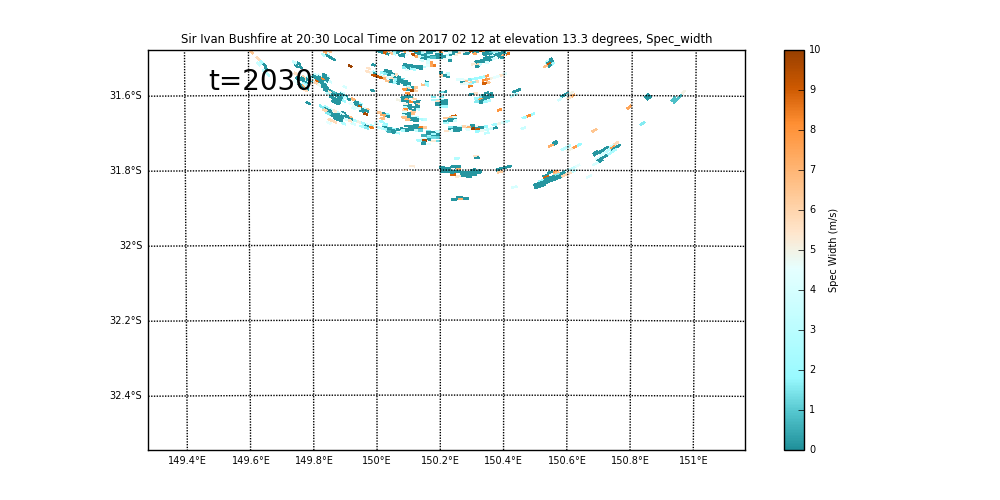 Sir Ivan Bushfire at 20:30 Local Time on 2017 02 12 at elevation 13.3 degrees, Spec_width
t=2030
31.6°S
31.8°S
32°S
32.2°S
32.4°S
149.4°E 149.6°E 149.8°E 150°E 150.2°E 150.4°E 150.6°E 150.8°E 151°E
10
9
8
7
6
5
4
3
2
1
0
Spec Width (m/s)